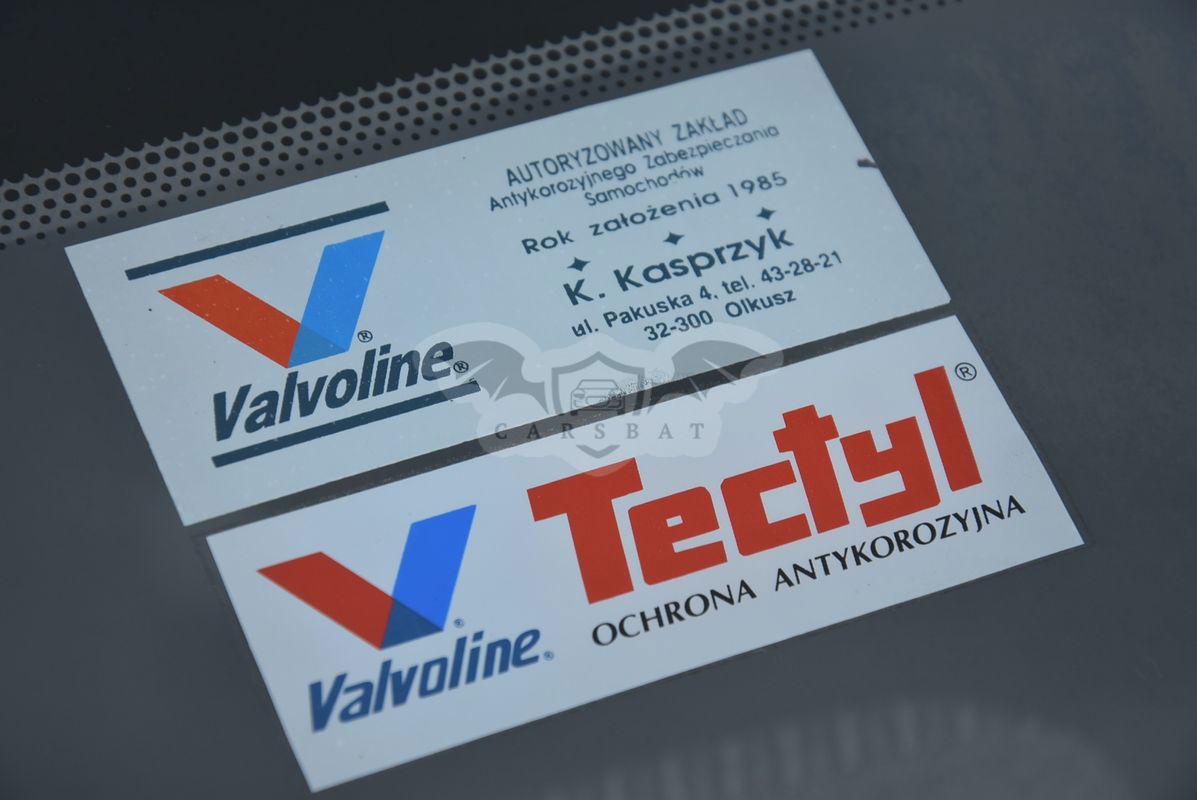 AUTORYZOWANY ZAKŁAD
Antykorozyjnego Zabezpieczania
Samochodów
Rok założenia 1985
K. Kasprzyk
ul. Pakuska 4, tel. 43-28-21
32-300 Olkusz
Valvoline®
CARSBAT
Tectyl®
OCHRONA ANTYKOROZYJNA
Valvoline®